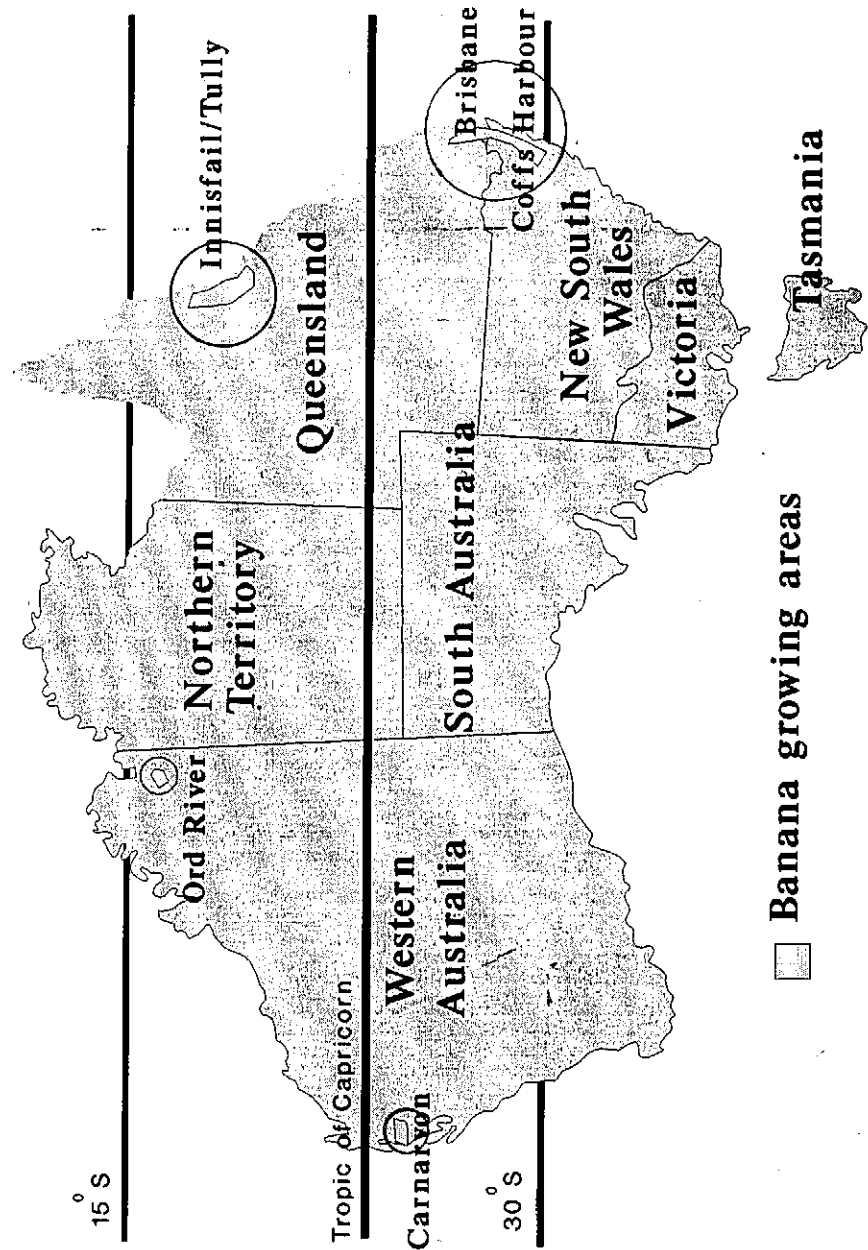 15° S
Ord River
Northern
Territory
Innisfail/Tully
Queensland
Tropic of Capricorn
Carnarvon
Western
Australia
South Australia
Brisbane
Coffs Harbour
30° S
New South
Wales
Victoria
Tasmania
Banana growing areas